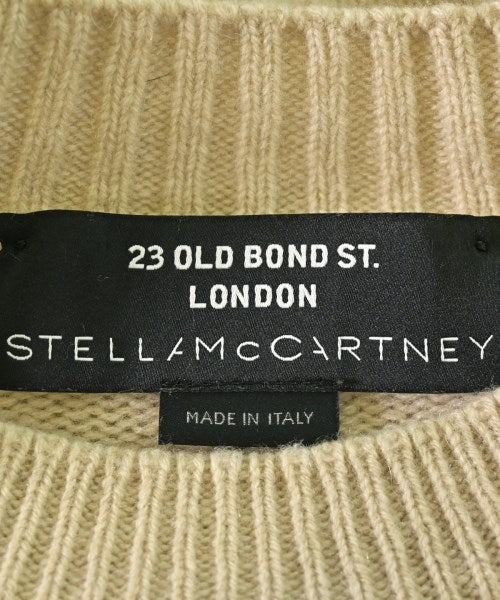 23 OLD BOND ST.
LONDON
STELLAMcCARTNEY
MADE IN ITALY